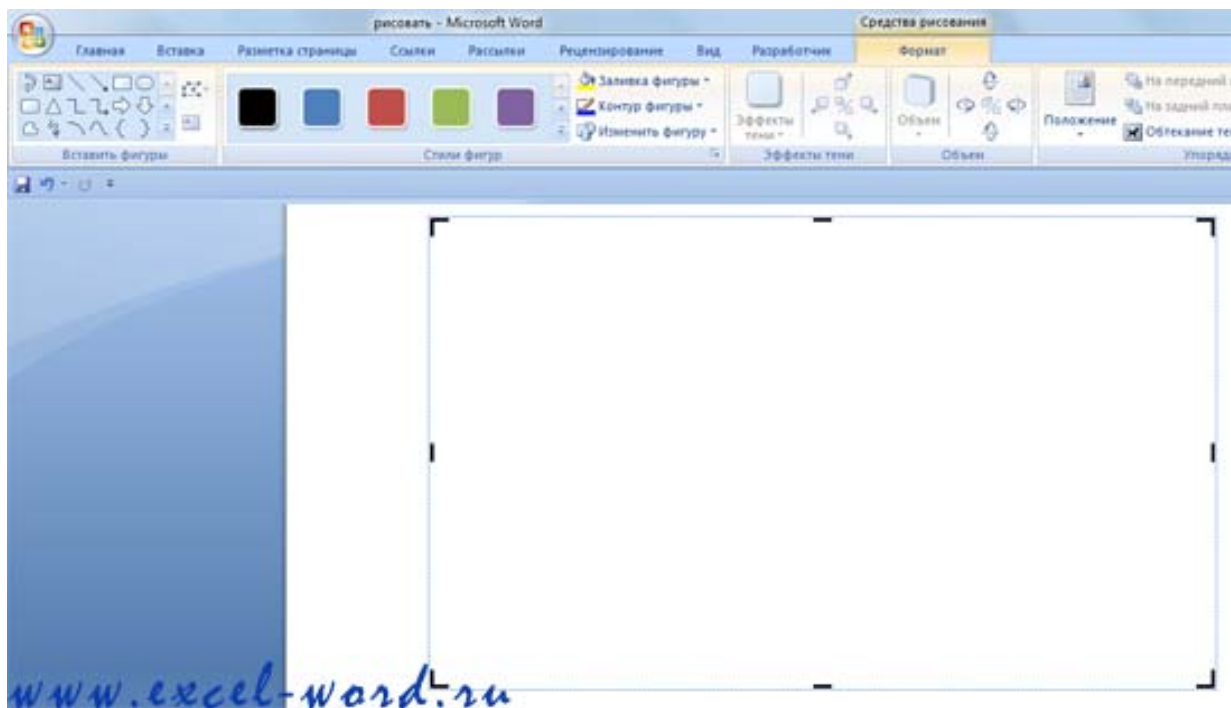 рисовать - Microsoft Word
Средства рисования
Главная Вставка Разметка страницы Ссылки Рассылки Рецензирование Вид Разработчик Формат
Заливка фигуры
Контур фигуры
Изменить фигуру
Эффекты тени
Объем
Положение
На передний
На задний
Обтекание
Вставить фигуры Стили фигур Эффекты тени Объем
www.excel-word.ru